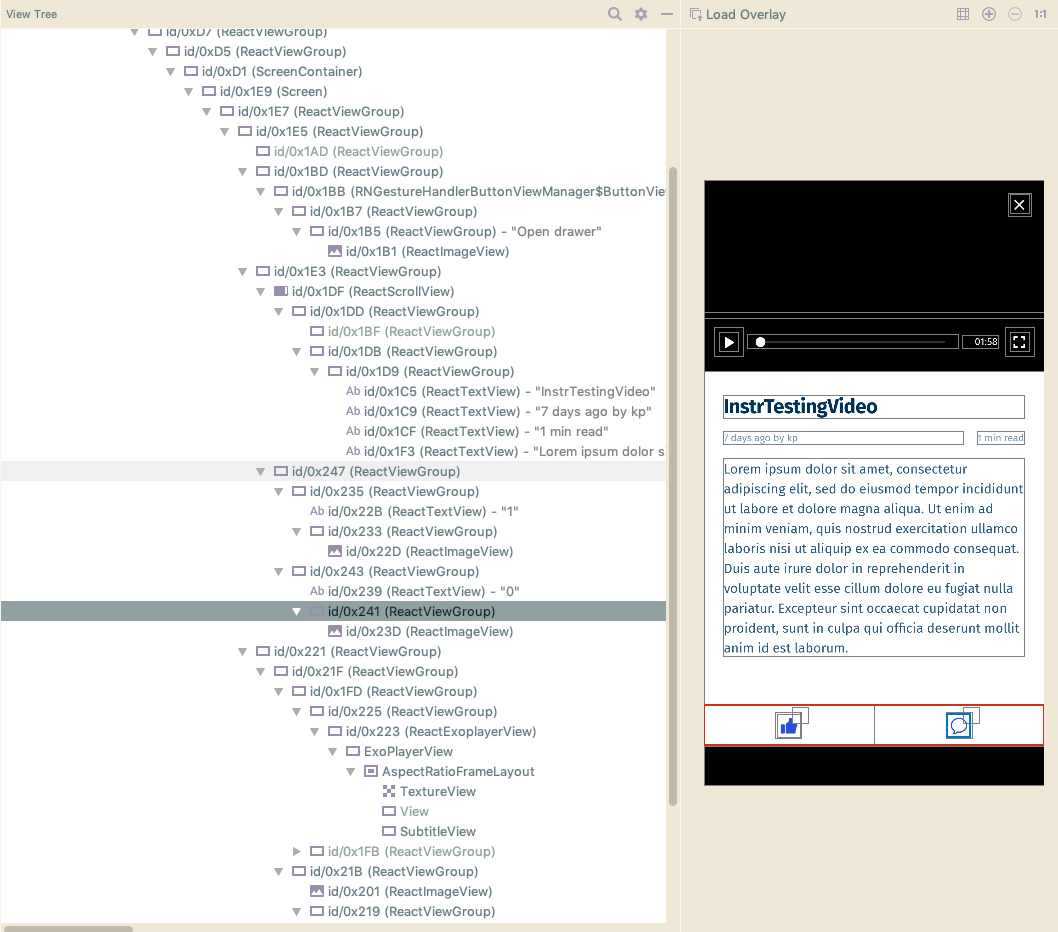 View Tree
Load Overlay
1:1
id/0xD7 (ReactViewGroup)
id/0xD5 (ReactViewGroup)
id/0xD1 (ScreenContainer)
id/0x1E9 (Screen)
id/0x1E7 (ReactViewGroup)
id/0x1E5 (ReactViewGroup)
id/0x1AD (ReactViewGroup)
id/0x1BD (ReactViewGroup)
id/0x1BB (RNGestureHandlerButtonViewManager$ButtonVie
id/0x1B7 (ReactViewGroup)
id/0x1B5 (ReactViewGroup) - "Open drawer"
id/0x1B1 (ReactImageView)
id/0x1E3 (ReactViewGroup)
id/0x1DF (ReactScrollView)
id/0x1DD (ReactViewGroup)
id/0x1BF (ReactViewGroup)
id/0x1DB (ReactViewGroup)
id/0x1D9 (ReactViewGroup)
Ab id/0x1C5 (ReactTextView) - "InstrTestingVideo"
Ab id/0x1C9 (ReactTextView) - "7 days ago by kp"
Ab id/0x1CF (ReactTextView) - "1 min read"
Ab id/0x1F3 (ReactTextView) - "Lorem ipsum dolor s
id/0x247 (ReactViewGroup)
id/0x235 (ReactViewGroup)
Ab id/0x22B (ReactTextView) - "1"
id/0x233 (ReactViewGroup)
id/0x22D (ReactImageView)
id/0x243 (ReactViewGroup)
Ab id/0x239 (ReactTextView) - "0"
id/0x241 (ReactViewGroup)
id/0x23D (ReactImageView)
id/0x221 (ReactViewGroup)
id/0x21F (ReactViewGroup)
id/0x1FD (ReactViewGroup)
id/0x225 (ReactViewGroup)
id/0x223 (ReactExoplayerView)
ExoPlayerView
AspectRatioFrameLayout
TextureView
View
SubtitleView
id/0x1FB (ReactViewGroup)
id/0x21B (ReactViewGroup)
id/0x201 (ReactImageView)
id/0x219 (ReactViewGroup)
01:58
InstrTestingVideo
7 days ago by kp
1 min read
Lorem ipsum dolor sit amet, consectetur
adipiscing elit, sed do eiusmod tempor incididunt
ut labore et dolore magna aliqua. Ut enim ad
minim veniam, quis nostrud exercitation ullamco
laboris nisi ut aliquip ex ea commodo consequat.
Duis aute irure dolor in reprehenderit in
voluptate velit esse cillum dolore eu fugiat nulla
pariatur. Excepteur sint occaecat cupidatat non
proident, sunt in culpa qui officia deserunt mollit
anim id est laborum.